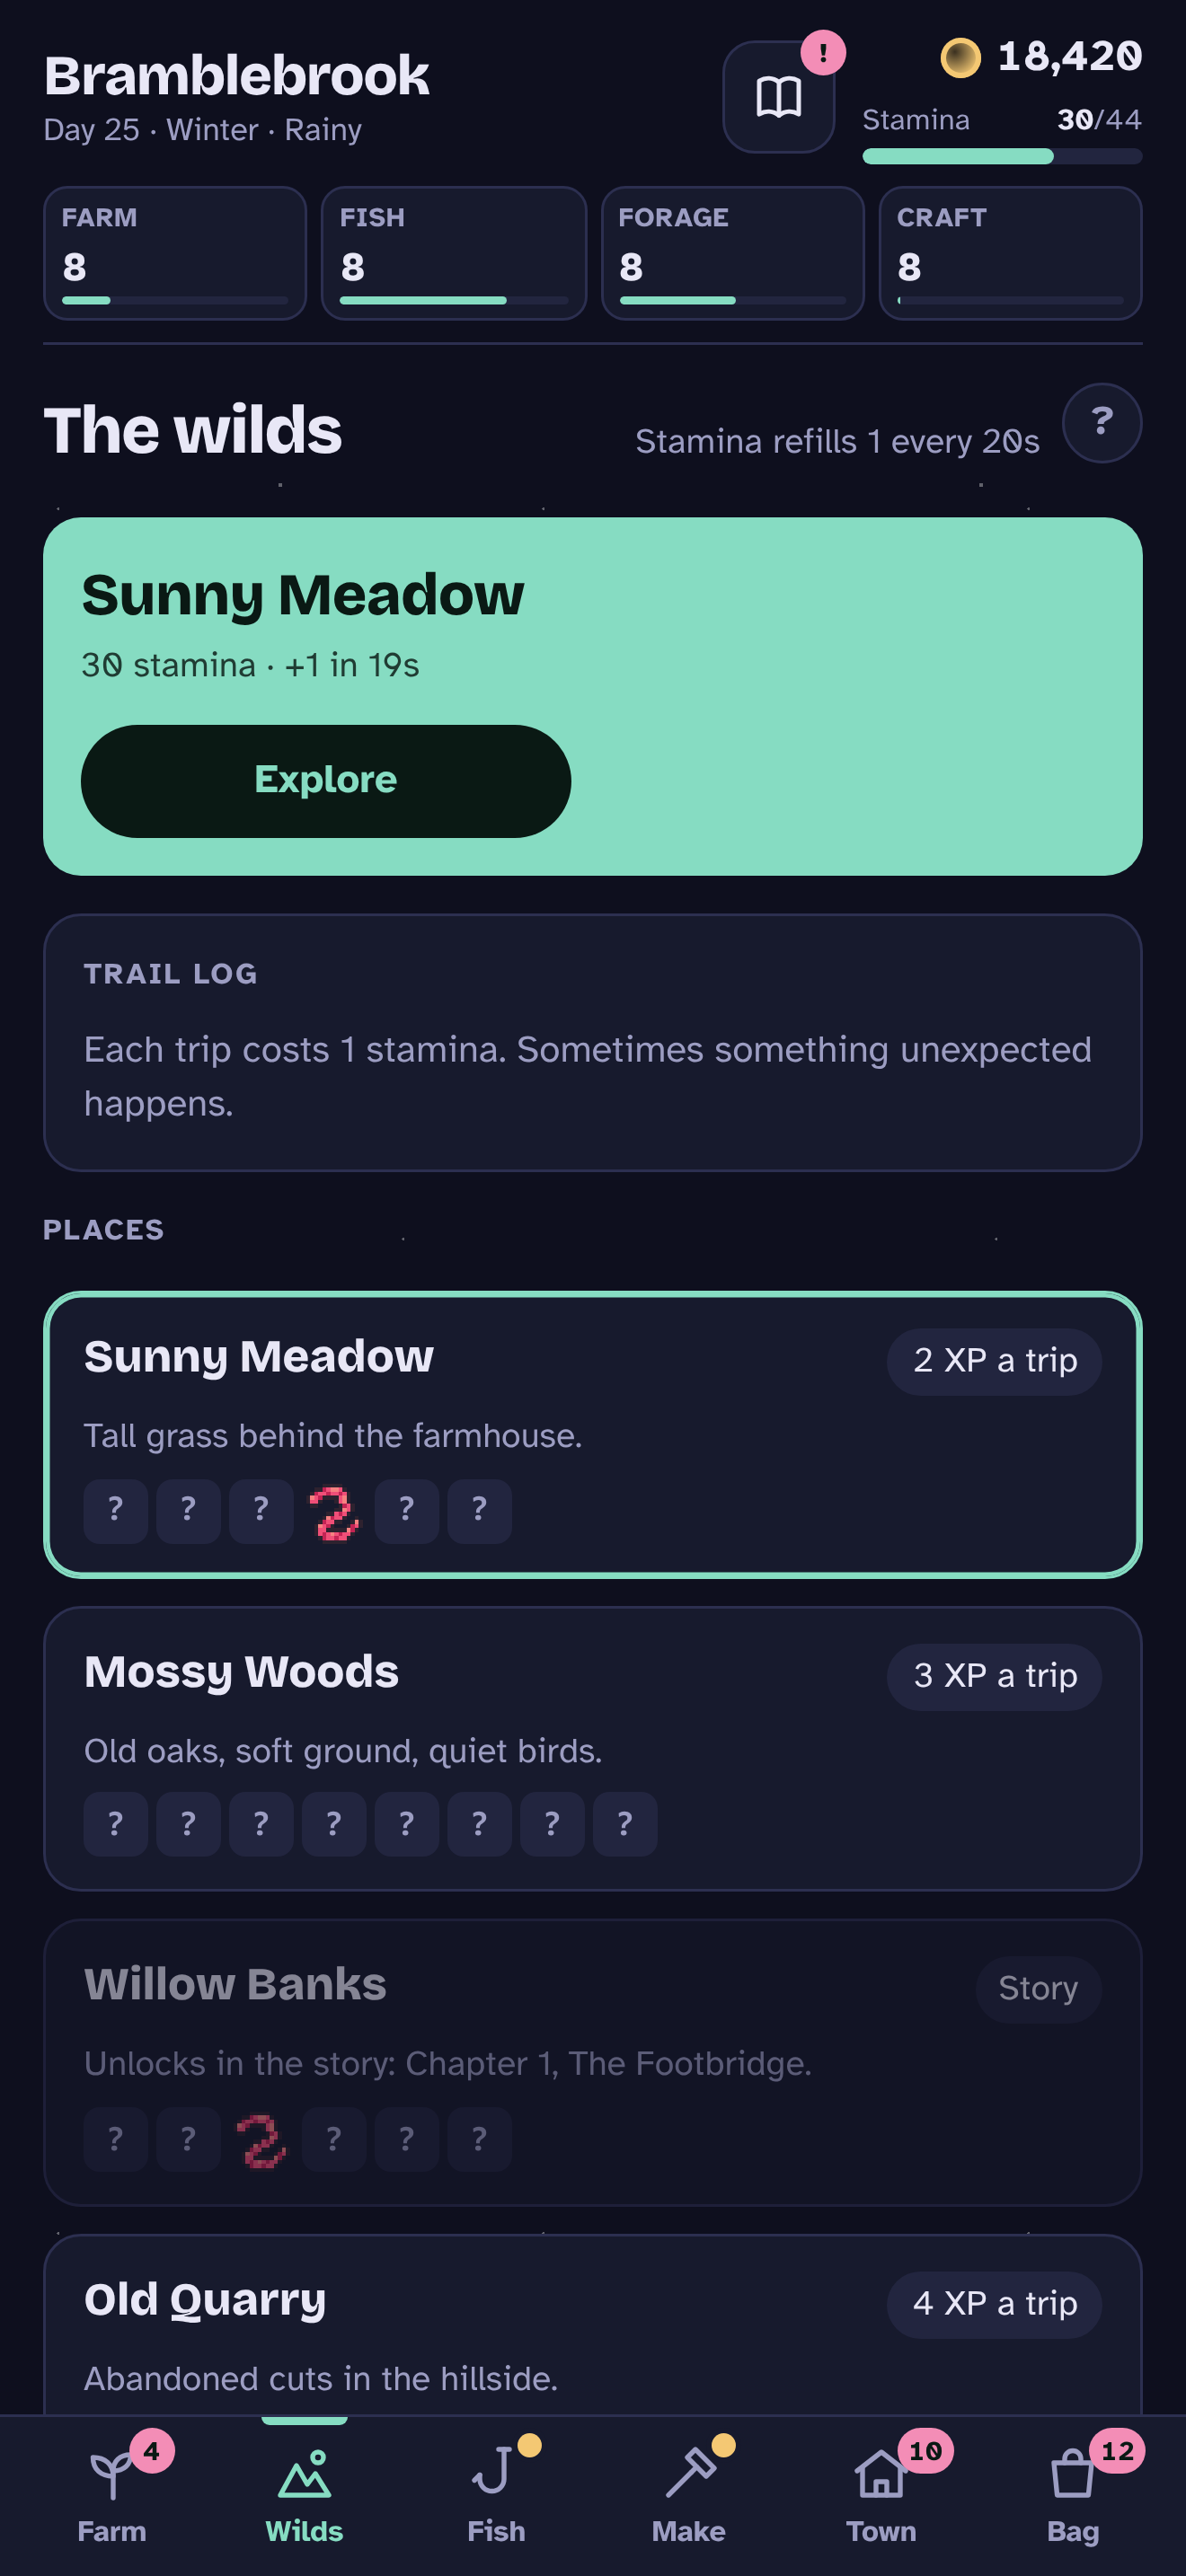 Bramblebrook
Day 25 · Winter · Rainy
!
18,420
Stamina 30/44
FARM
8
FISH
8
FORAGE
8
CRAFT
8
The wilds
Stamina refills 1 every 20s
?
Sunny Meadow
30 stamina · +1 in 19s
Explore
TRAIL LOG
Each trip costs 1 stamina. Sometimes something unexpected
happens.
PLACES
Sunny Meadow
2 XP a trip
Tall grass behind the farmhouse.
? ? ? ? ?
Mossy Woods
3 XP a trip
Old oaks, soft ground, quiet birds.
? ? ? ? ? ? ? ?
Willow Banks
Story
Unlocks in the story: Chapter 1, The Footbridge.
? ? ? ? ?
Old Quarry
4 XP a trip
Abandoned cuts in the hillside.
4
10
12
Farm
Wilds
Fish
Make
Town
Bag